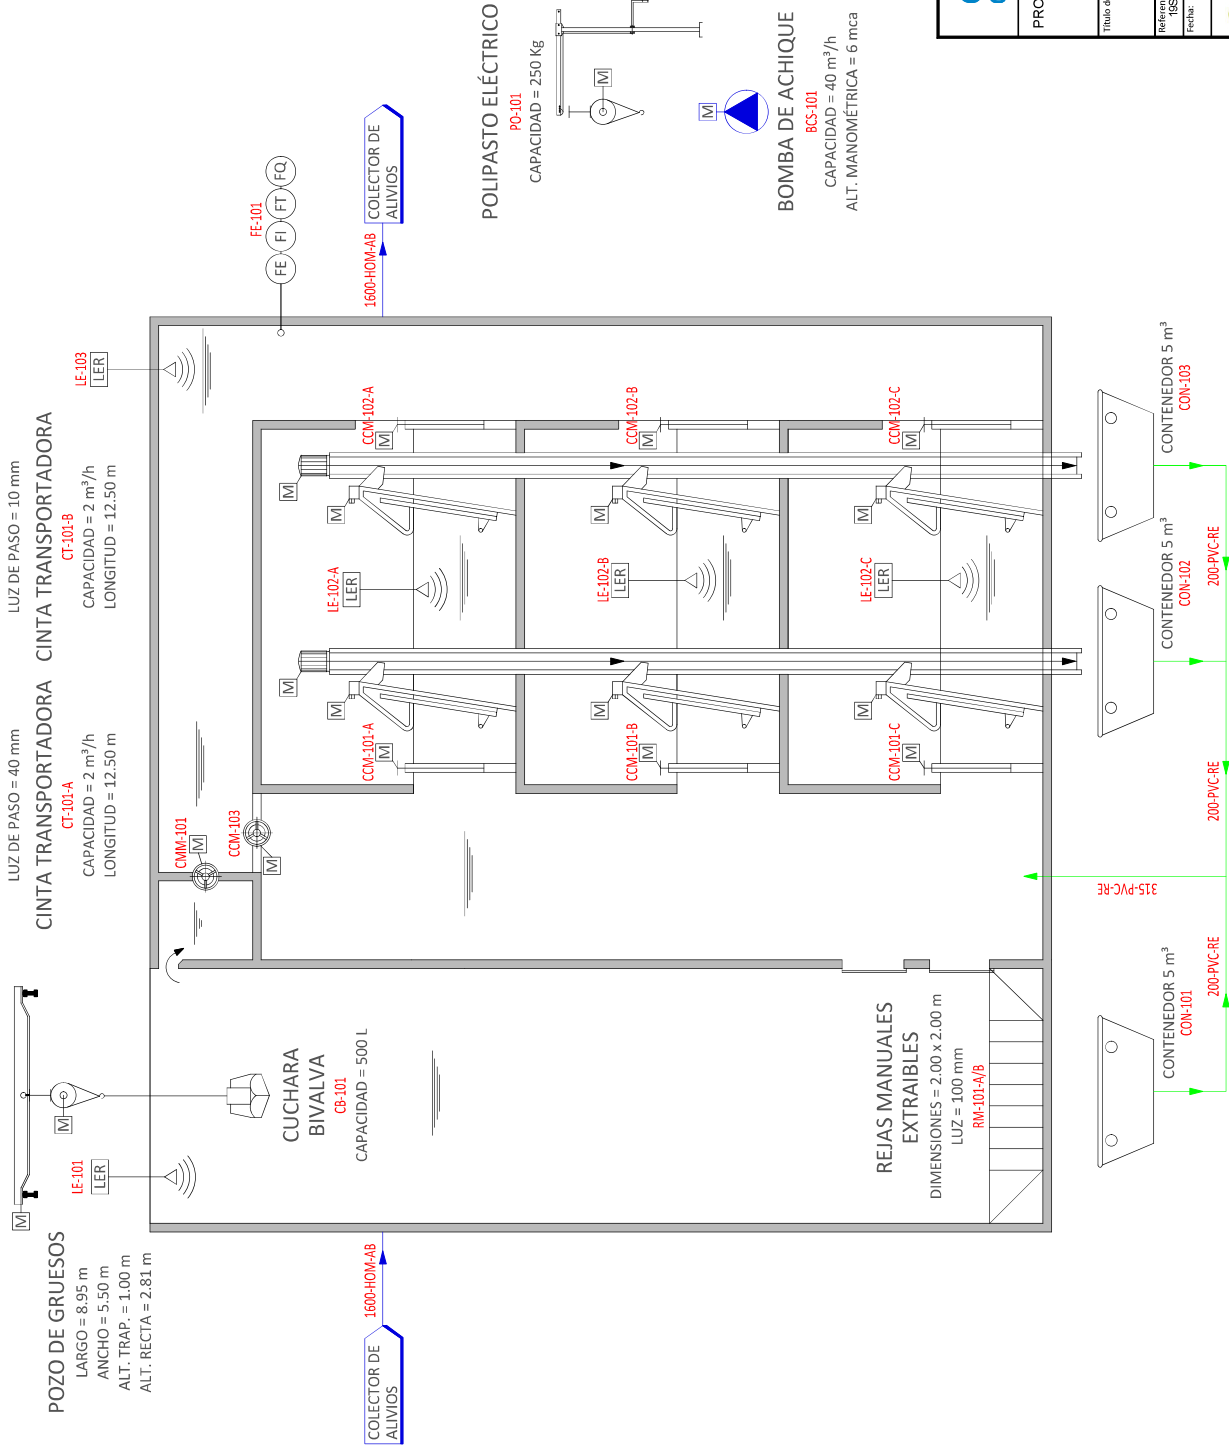 POZO DE GRUESOS
LARGO = 8.95 m
ANCHO = 5.50 m
ALT. TRAP. = 1.00 m
ALT. RECTA = 2.81 m
M
M
LE-101
LER
COLECTOR DE
ALIVIOS
1600-HOM-AB
CUCHARA
BIVALVA
CB-101
CAPACIDAD = 500 L
REJAS MANUALES
EXTRAIBLES
DIMENSIONES = 2.00 x 2.00 m
LUZ = 100 mm
RM-101-A/B
CONTENEDOR 5 m³
CON-101
200-PVC-RE
315-PVC-RE
LUZ DE PASO = 40 mm
CINTA TRANSPORTADORA
CT-101-A
CAPACIDAD = 2 m³/h
LONGITUD = 12.50 m
CMM-101
M
CCM-103
M
CCM-101-A
M
M
M
CCM-101-B
M
M
CCM-101-C
M
M
200-PVC-RE
CONTENEDOR 5 m³
CON-102
LUZ DE PASO = 10 mm
CINTA TRANSPORTADORA
CT-101-B
CAPACIDAD = 2 m³/h
LONGITUD = 12.50 m
LE-102-A
LER
LE-102-B
LER
LE-102-C
LER
M
M
M
M
CCM-102-A
M
CCM-102-B
M
CCM-102-C
M
200-PVC-RE
CONTENEDOR 5 m³
CON-103
LE-103
LER
FE-101
FE
FI
FT
FQ
1600-HOM-AB
COLECTOR DE
ALIVIOS
POLIPASTO ELÉCTRICO
PO-101
CAPACIDAD = 250 Kg
M
M
BOMBA DE ACHIQUE
BCS-101
CAPACIDAD = 40 m³/h
ALT. MANOMÉTRICA = 6 mca
PRO
Título d
Referen
Fecha: